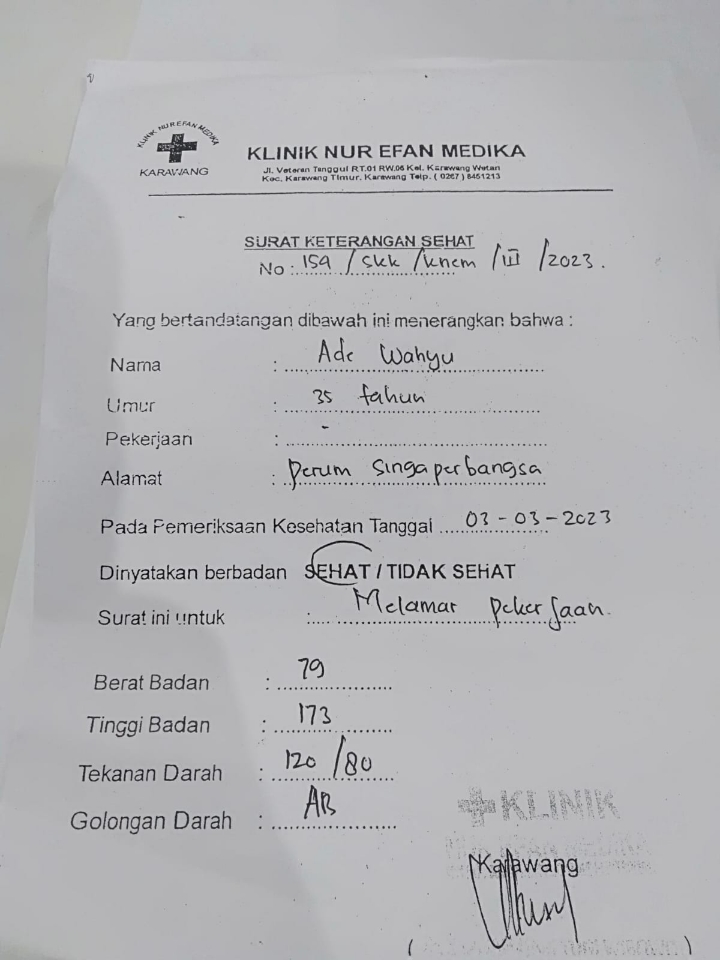 KLINIK NUR EFAN MEDIKA
KARAWANG
KLINIK NUR EFAN MEDIKA
Jl. Veteran Tanggul RT.01 RW.06 Kel. Karawang Wetan
Kec. Karawang Timur. Karawang Telp. ( 0267 ) 8451213
SURAT KETERANGAN SEHAT
No : 159 / skk / knem / III / 2023.
Yang bertandatangan dibawah ini menerangkan bahwa :
Nama : Ade Wahyu
Umur : 35 tahun
Pekerjaan : -
Alamat : Perum Singaperbangsa
Pada Pemeriksaan Kesehatan Tanggal 03-03-2023
Dinyatakan berbadan SEHAT / TIDAK SEHAT
Surat ini untuk : Melamar Pekerjaan.
Berat Badan : 79
Tinggi Badan : 173
Tekanan Darah : 120/80
Golongan Darah : AB
KLINIK
Karawang